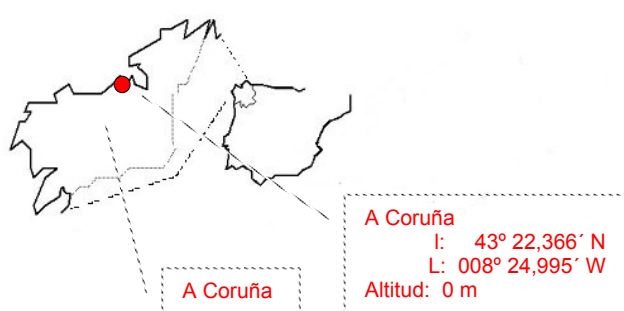 A Coruña
l: 43º 22,366´ N
L: 008º 24,995´ W
Altitud: 0 m
A Coruña